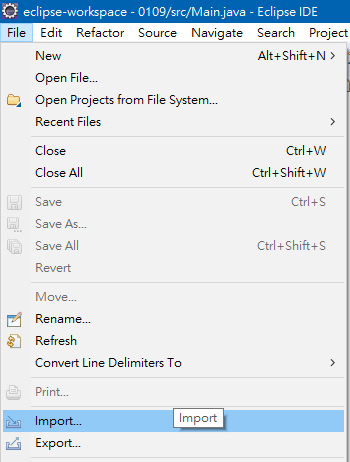 eclipse-workspace - 0109/src/Main.java - Eclipse IDE
File Edit Refactor Source Navigate Search Project
New Alt+Shift+N
Open File...
Open Projects from File System...
Recent Files
Close Ctrl+W
Close All Ctrl+Shift+W
Save Ctrl+S
Save As...
Save All Ctrl+Shift+S
Revert
Move...
Rename...
Refresh
Convert Line Delimiters To
Print...
Import... Import
Export...